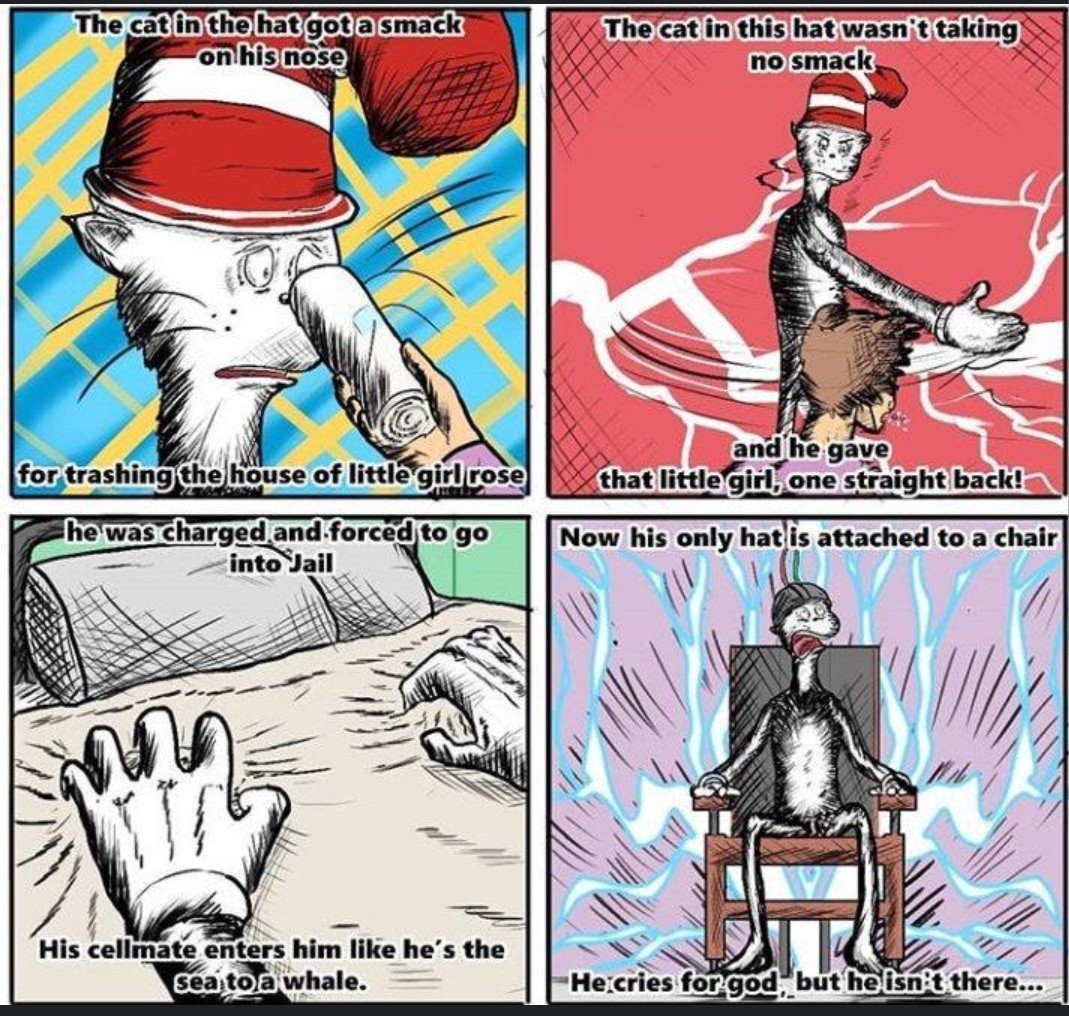 The cat in the hat got a smack
on his nose
for trashing the house of little girl rose
The cat in this hat wasn't taking
no smack
and he gave
that little girl, one straight back!
he was charged and forced to go
into Jail
His cellmate enters him like he's the
sea to a whale.
Now his only hat is attached to a chair
He cries for god, but he isn't there...